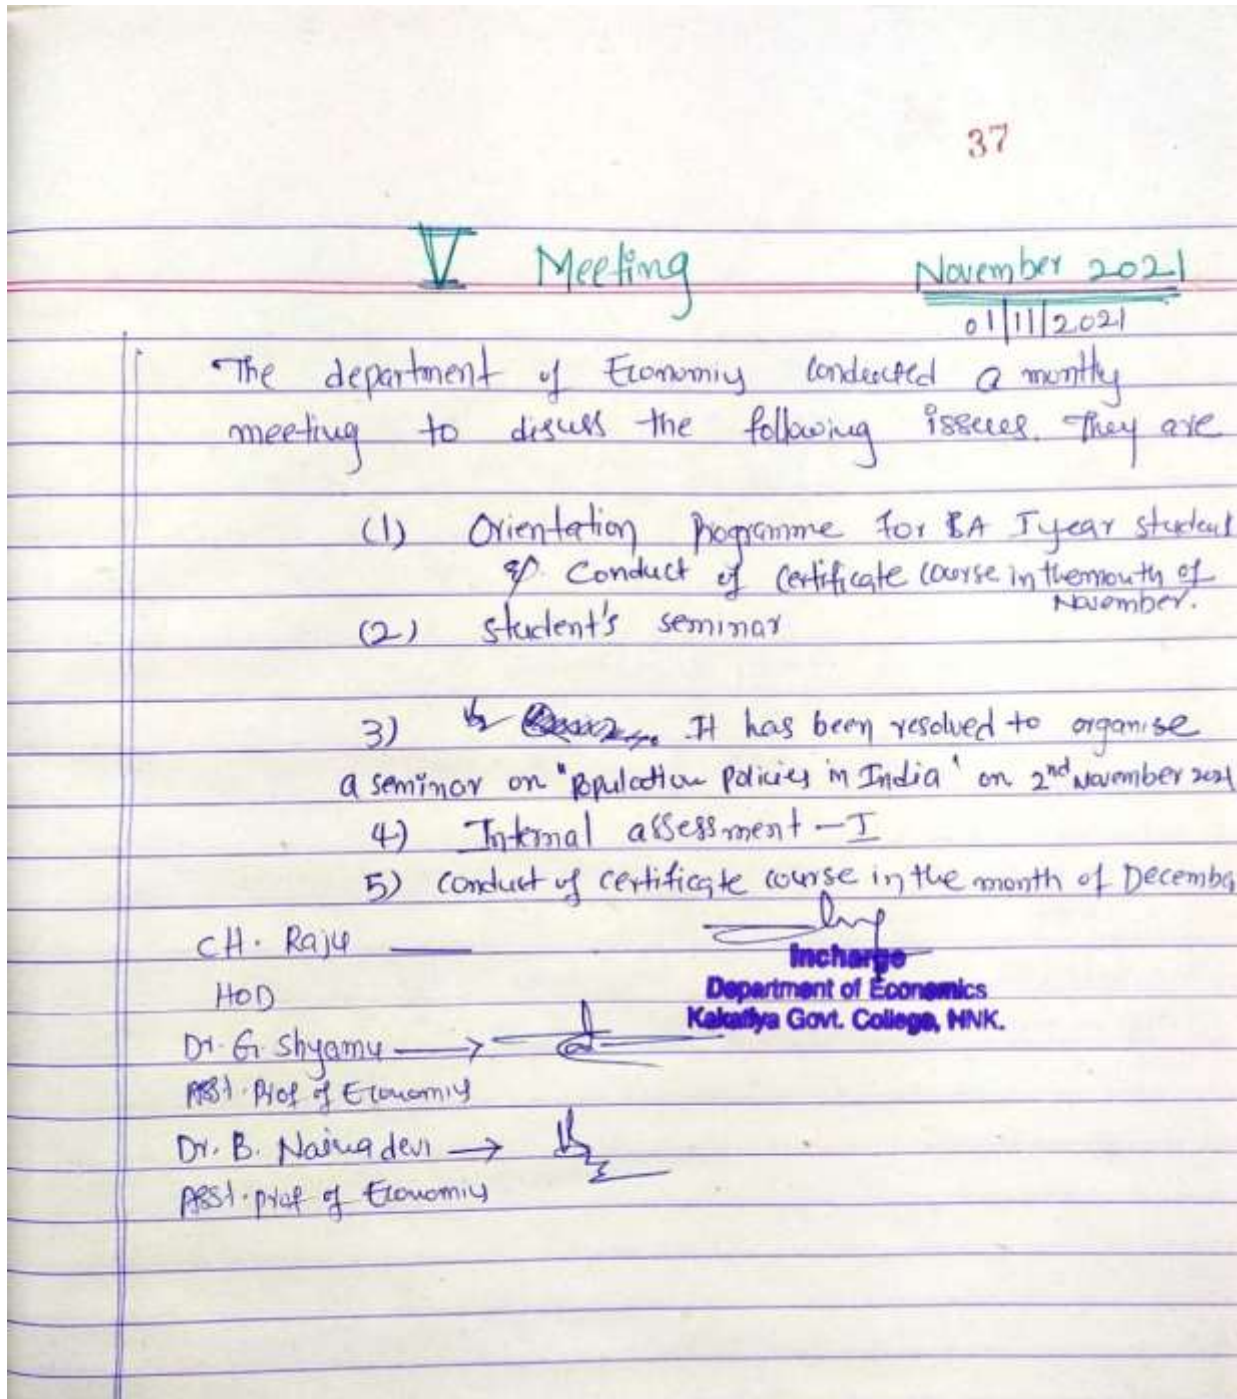 37
V Meeting November 2021
01/11/2021
The department of Economics conducted a monthly
meeting to disuss the following issues. They are
(1) Orientation Programme for BA I year student
Conduct of certificate course in the month of
November.
(2) student's seminar
3) It has been resolved to organise
a seminar on "Population Policies in India" on 2nd November 2021
4) Internal assessment - I
5) conduct of certificate course in the month of Decembe
CH. Raju
Incharge
HOD
Department of Economics
Kakatiya Govt. College, HNK.
Dr. G. Shyamu →
Asst. Prof of Economics
Dr. B. →
Asst. prof of Economics